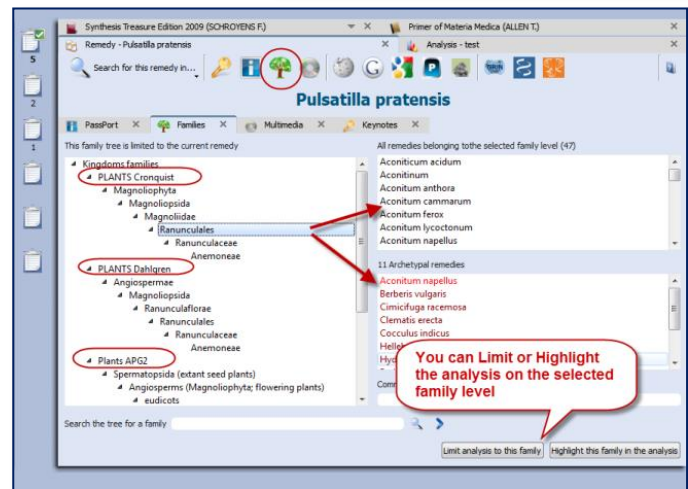 Synthesis Treasure Edition 2009 (SCHROYENS F.)
Primer of Materia Medica (ALLEN T.)
Remedy - Pulsatilla pratensis
Analysis - test
Search for this remedy in...
5
2
1
Pulsatilla pratensis
PassPort
Families
Multimedia
Keynotes
This family tree is limited to the current remedy
Kingdoms families
PLANTS Cronquist
Magnoliophyta
Magnoliopsida
Magnoliidae
Ranunculales
Ranunculaceae
Anemoneae
PLANTS Dahlgren
Angiospermae
Magnoliopsida
Ranunculaflorae
Ranunculales
Ranunculaceae
Anemoneae
Plants APG2
Spermatopsida (extant seed plants)
Angiosperms (Magnoliophyta; flowering plants)
eudicots
All remedies belonging tothe selected family level (47)
Aconiticum acidum
Aconitinum
Aconitum anthora
Aconitum cammarum
Aconitum ferox
Aconitum lycoctonum
Aconitum napellus
11 Archetypal remedies
Aconitum napellus
Berberis vulgaris
Cimicifuga racemosa
Clematis erecta
Cocculus indicus
You can Limit or Highlight
the analysis on the selected
family level
Search the tree for a family
Limit analysis to this family
Highlight this family in the analysis